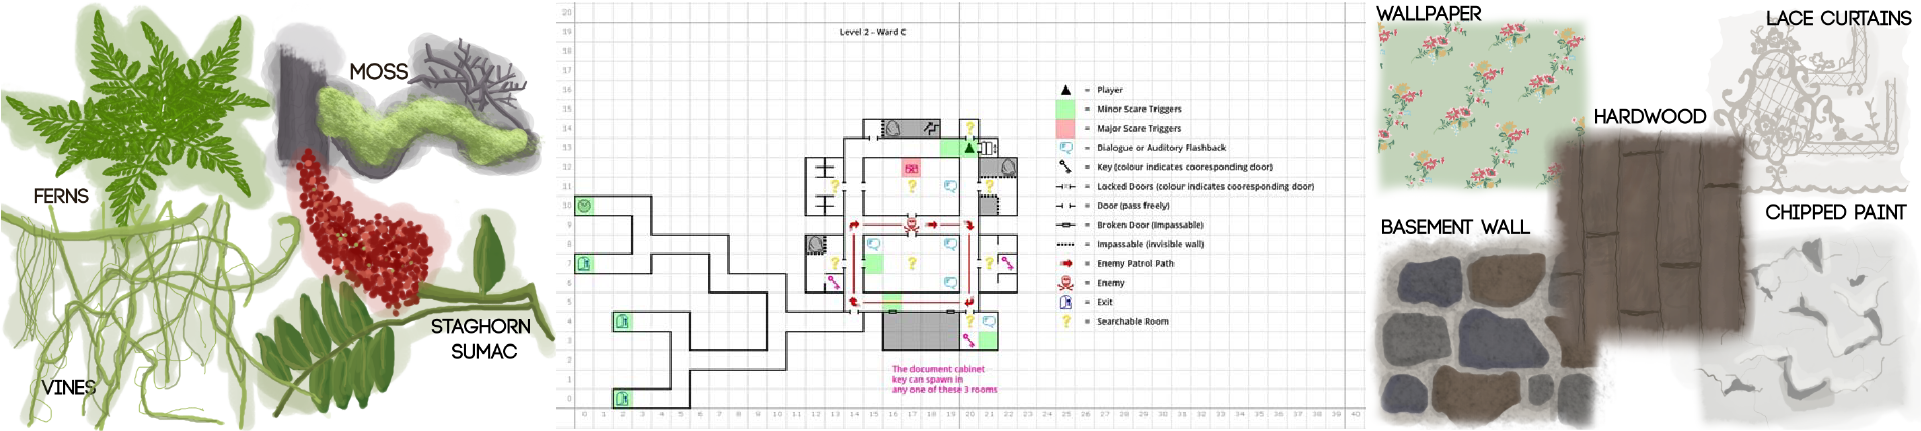 MOSS
FERNS
VINES
STAGHORN
SUMAC
Level 2 - Ward C
= Player
= Minor Scare Triggers
= Major Scare Triggers
= Dialogue or Auditory Flashback
= Key (colour indicates cooresponding door)
= Locked Doors (colour indicates cooresponding door)
= Door (pass freely)
= Broken Door (Impassable)
= Impassable (invisible wall)
= Enemy Patrol Path
= Enemy
= Exit
= Searchable Room
The document cabinet
key can spawn in
any one of these 3 rooms
20
19
18
17
16
15
14
13
12
11
10
9
8
7
6
5
4
3
2
1
0
0 1 2 3 4 5 6 7 8 9 10 11 12 13 14 15 16 17 18 19 20 21 22 23 24 25 26 27 28 29 30 31 32 33 34 35 36 37 38 39 40
WALLPAPER
LACE CURTAINS
HARDWOOD
BASEMENT WALL
CHIPPED PAINT